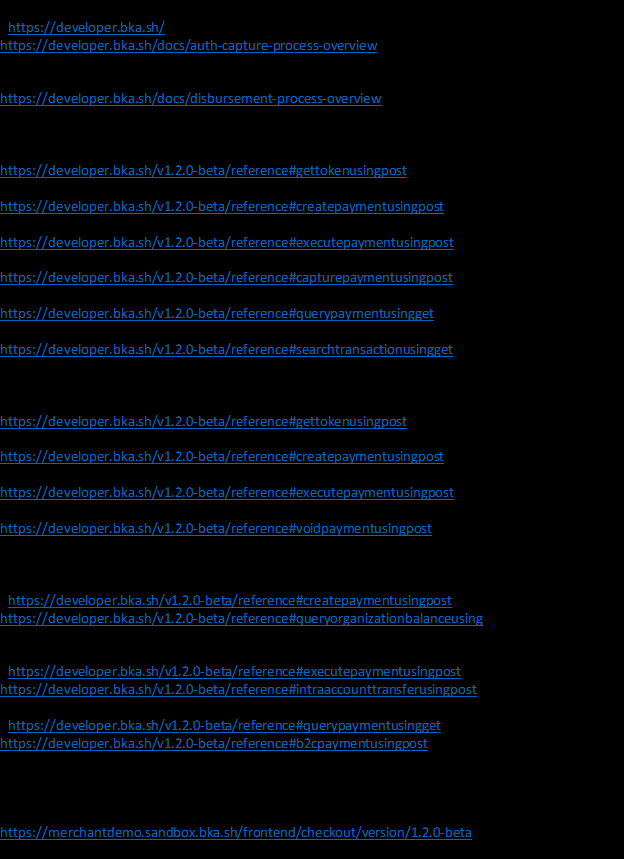 https://developer.bka.sh/
https://developer.bka.sh/docs/auth-capture-process-overview
https://developer.bka.sh/docs/disbursement-process-overview
https://developer.bka.sh/v1.2.0-beta/reference#gettokenusingpost
https://developer.bka.sh/v1.2.0-beta/reference#createpaymentusingpost
https://developer.bka.sh/v1.2.0-beta/reference#executepaymentusingpost
https://developer.bka.sh/v1.2.0-beta/reference#capturepaymentusingpost
https://developer.bka.sh/v1.2.0-beta/reference#querypaymentusingget
https://developer.bka.sh/v1.2.0-beta/reference#searchtransactionusingget
https://developer.bka.sh/v1.2.0-beta/reference#gettokenusingpost
https://developer.bka.sh/v1.2.0-beta/reference#createpaymentusingpost
https://developer.bka.sh/v1.2.0-beta/reference#executepaymentusingpost
https://developer.bka.sh/v1.2.0-beta/reference#voidpaymentusingpost
https://developer.bka.sh/v1.2.0-beta/reference#createpaymentusingpost
https://developer.bka.sh/v1.2.0-beta/reference#queryorganizationbalanceusing
https://developer.bka.sh/v1.2.0-beta/reference#executepaymentusingpost
https://developer.bka.sh/v1.2.0-beta/reference#intraaccounttransferusingpost
https://developer.bka.sh/v1.2.0-beta/reference#querypaymentusingget
https://developer.bka.sh/v1.2.0-beta/reference#b2cpaymentusingpost
https://merchantdemo.sandbox.bka.sh/frontend/checkout/version/1.2.0-beta